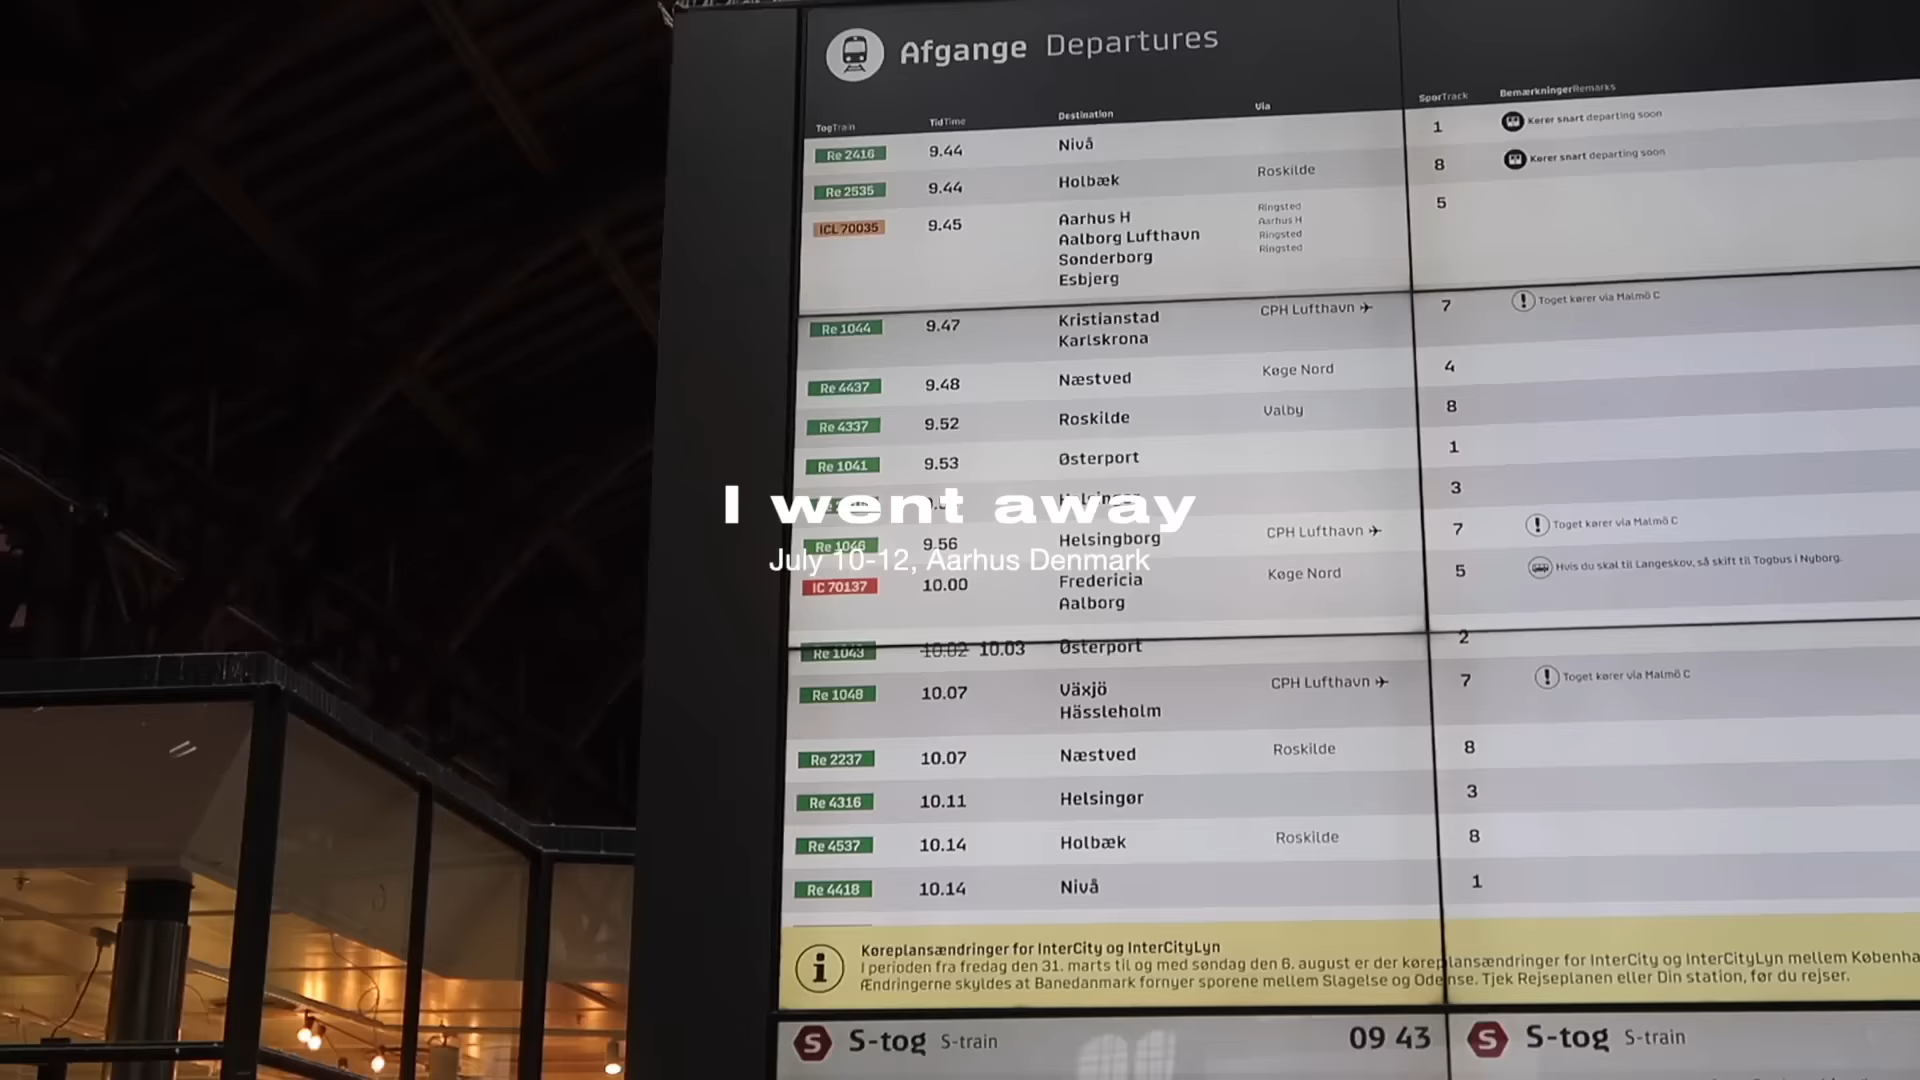 Afgange Departures
TogTrain TidTime Destination Via SporTrack BemærkningerRemarks
Re 2416 9.44 Nivå 1 Kører snart departing soon
Re 2535 9.44 Holbæk Roskilde 8 Kører snart departing soon
ICL 70035 9.45 Aarhus H Ringsted 5
Aalborg Lufthavn Aarhus H
Sønderborg Ringsted
Esbjerg Ringsted
Re 1044 9.47 Kristianstad CPH Lufthavn 7 Toget kører via Malmö C
Karlskrona
Re 4437 9.48 Næstved Køge Nord 4
Re 4337 9.52 Roskilde Valby 8
Re 1041 9.53 Østerport 1
Helsingør 3
I went away
Re 1046 9.56 Helsingborg CPH Lufthavn 7 Toget kører via Malmö C
July 10-12, Aarhus Denmark
IC 70137 10.00 Fredericia Køge Nord 5 Hvis du skal til Langeskov, så skift til Togbus i Nyborg.
Aalborg
Re 1043 10.02 10.03 Østerport 2
Re 1048 10.07 Växjö CPH Lufthavn 7 Toget kører via Malmö C
Hässleholm
Re 2237 10.07 Næstved Roskilde 8
Re 4316 10.11 Helsingør 3
Re 4537 10.14 Holbæk Roskilde 8
Re 4418 10.14 Nivå 1
Køreplansændringer for InterCity og InterCityLyn
I perioden fra fredag den 31. marts til og med søndag den 6. august er der køreplansændringer for InterCity og InterCityLyn mellem Københa
Ændringerne skyldes at Banedanmark fornyer sporene mellem Slagelse og Odense. Tjek Rejseplanen eller Din station, før du rejser.
S S-tog S-train 09 43 S S-tog S-train